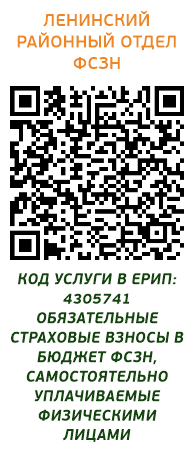 ЛЕНИНСКИЙ
РАЙОННЫЙ ОТДЕЛ
ФСЗН
КОД УСЛУГИ В ЕРИП:
4305741
ОБЯЗАТЕЛЬНЫЕ
СТРАХОВЫЕ ВЗНОСЫ В
БЮДЖЕТ ФСЗН,
САМОСТОЯТЕЛЬНО
УПЛАЧИВАЕМЫЕ
ФИЗИЧЕСКИМИ
ЛИЦАМИ